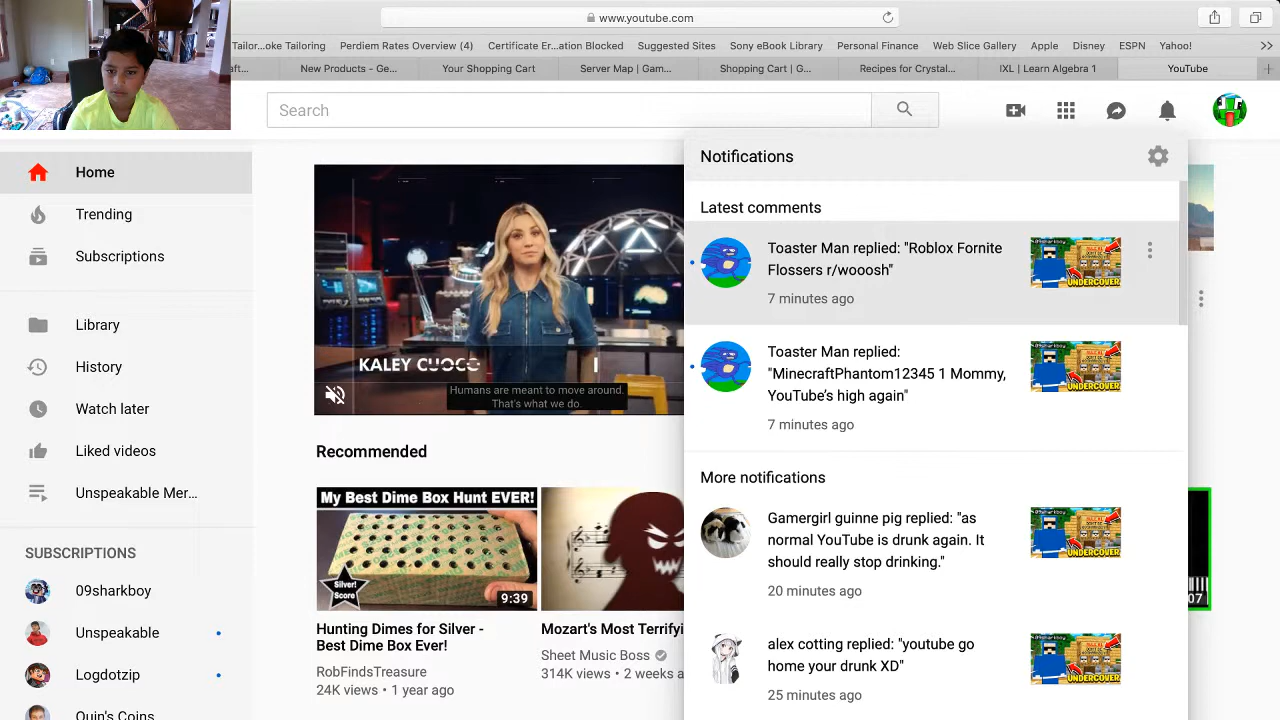 www.youtube.com
Tailor...oke Tailoring
Perdiem Rates Overview (4)
Certificate Er...ation Blocked
Suggested Sites
Sony eBook Library
Personal Finance
Web Slice Gallery
Apple
Disney
ESPN
Yahoo!
aft...
New Products - Ge...
Your Shopping Cart
Server Map | Gam...
Shopping Cart | G...
Recipes for Crystal...
IXL | Learn Algebra 1
YouTube
Search
Home
Trending
Subscriptions
Library
History
Watch later
Liked videos
Unspeakable Mer...
SUBSCRIPTIONS
09sharkboy
Unspeakable
Logdotzip
Quin's Coins
KALEY CUOCO
Humans are meant to move around.
That's what we do.
Recommended
My Best Dime Box Hunt EVER!
Silver!
Score
9:39
Hunting Dimes for Silver -
Best Dime Box Ever!
RobFindsTreasure
24K views • 1 year ago
Mozart's Most Terrifyi
Sheet Music Boss
314K views • 2 weeks a
07
Notifications
Latest comments
Toaster Man replied: "Roblox Fornite
Flossers r/wooosh"
7 minutes ago
UNDERCOVER
Toaster Man replied:
"MinecraftPhantom12345 1 Mommy,
YouTube's high again"
7 minutes ago
UNDERCOVER
More notifications
Gamergirl guinne pig replied: "as
normal YouTube is drunk again. It
should really stop drinking."
20 minutes ago
UNDERCOVER
alex cotting replied: "youtube go
home your drunk XD"
25 minutes ago
UNDERCOVER